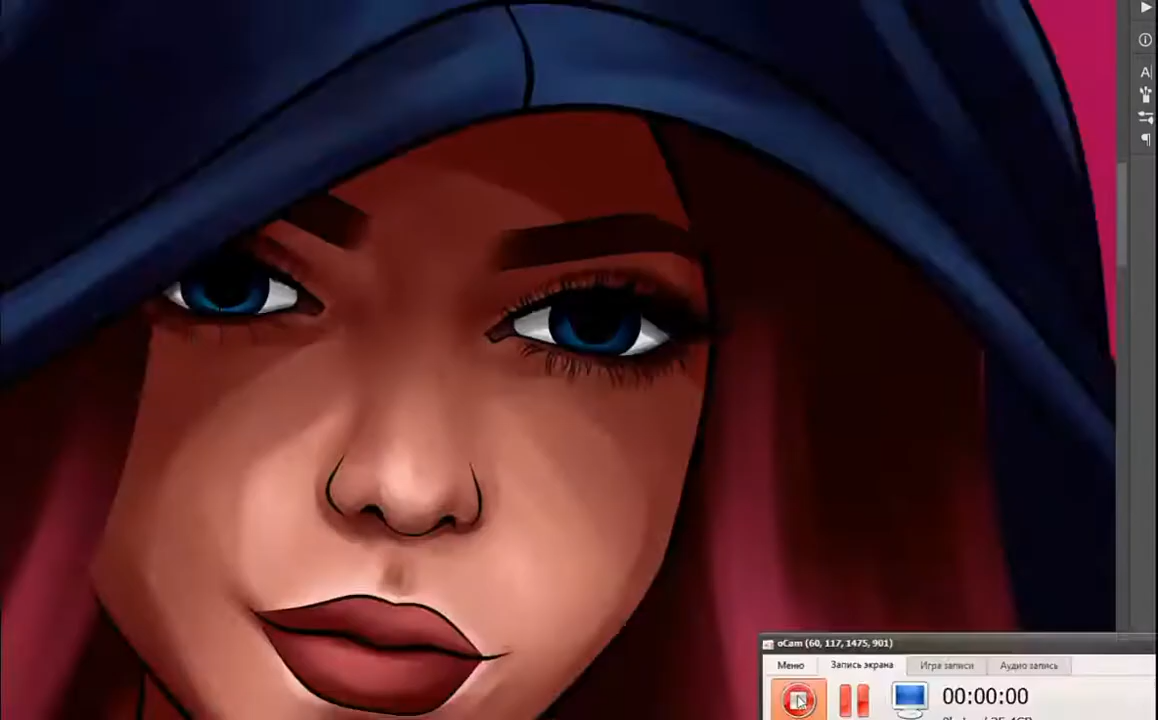 oCam (60, 117, 1475, 901)
Меню Запись экрана Игра записи Аудио запись
00:00:00